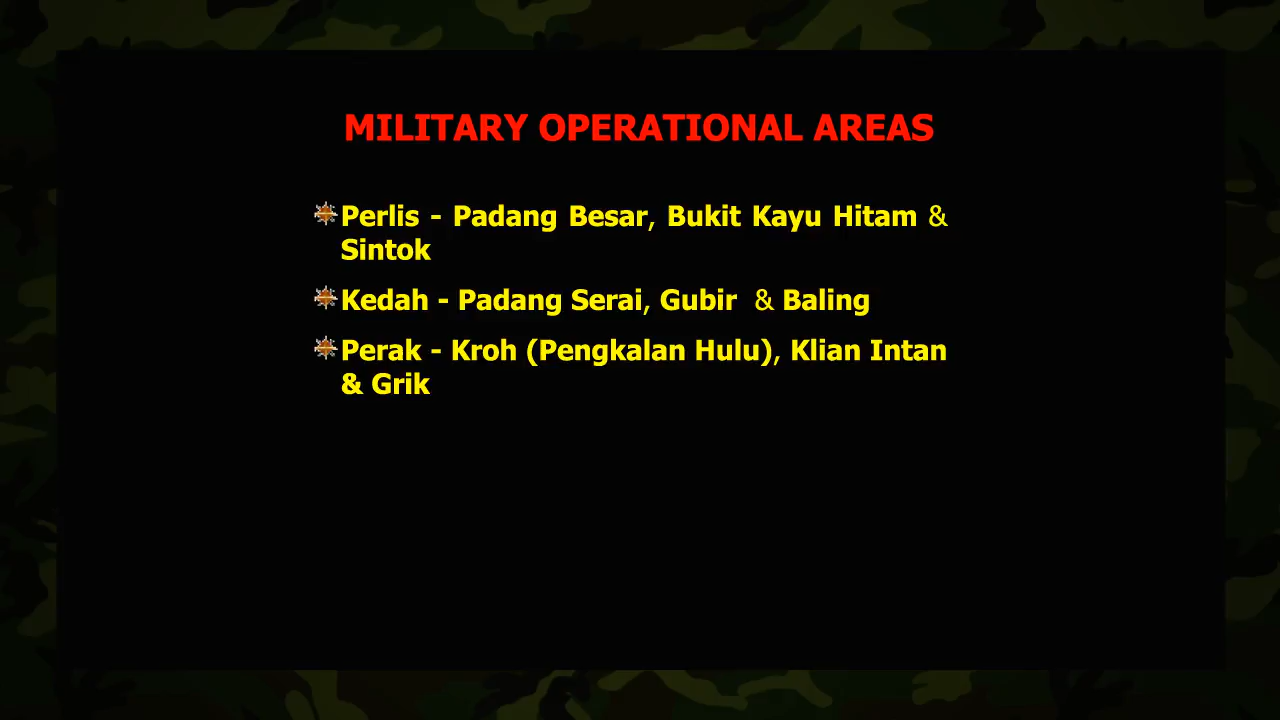 MILITARY OPERATIONAL AREAS
Perlis - Padang Besar, Bukit Kayu Hitam &
Sintok
Kedah - Padang Serai, Gubir & Baling
Perak - Kroh (Pengkalan Hulu), Klian Intan
& Grik